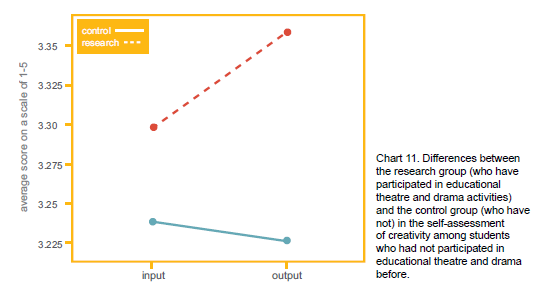 control
research
3.35
3.325
3.30
3.275
3.25
3.225
average score on a scale of 1-5
input
output
Chart 11. Differences between
the research group (who have
participated in educational
theatre and drama activities)
and the control group (who have
not) in the self-assessment
of creativity among students
who had not participated in
educational theatre and drama
before.